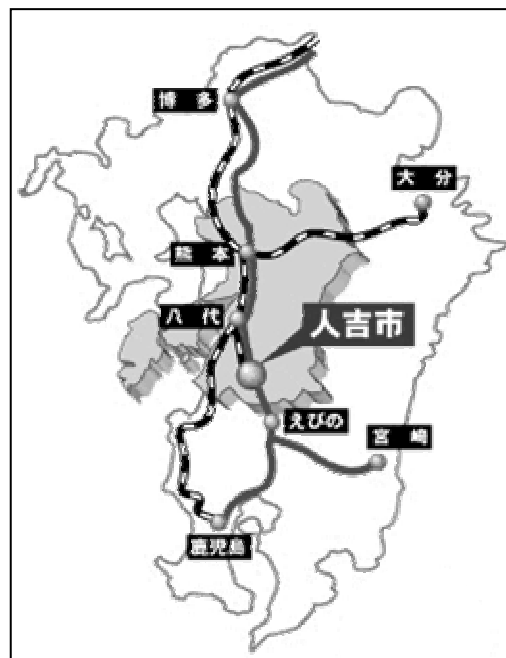 博多
大分
熊本
八代
人吉市
えびの
宮崎
鹿児島